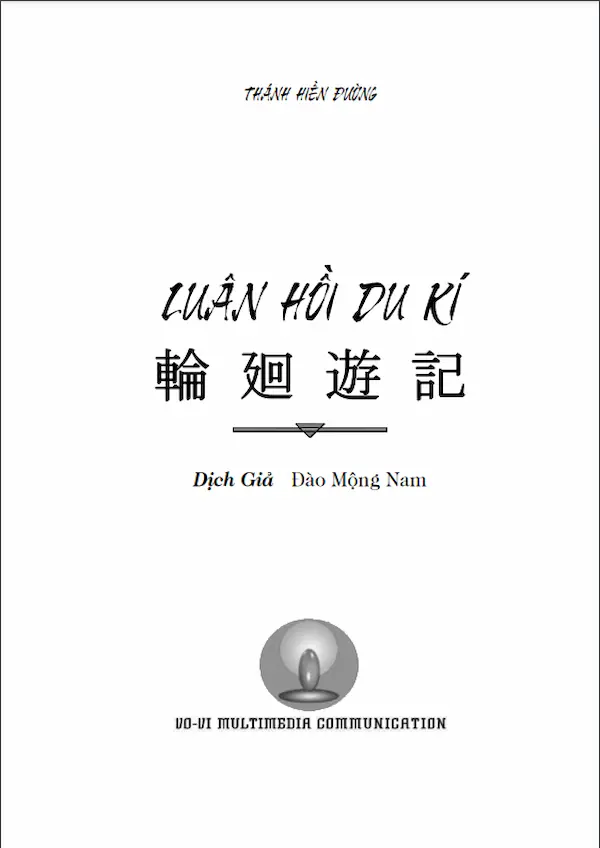 THÁNH HIỀN ĐƯỜNG
LUÂN HỒI DU KÍ
輪廻遊記
Dịch Giả Đào Mộng Nam
VO-VI MULTIMEDIA COMMUNICATION